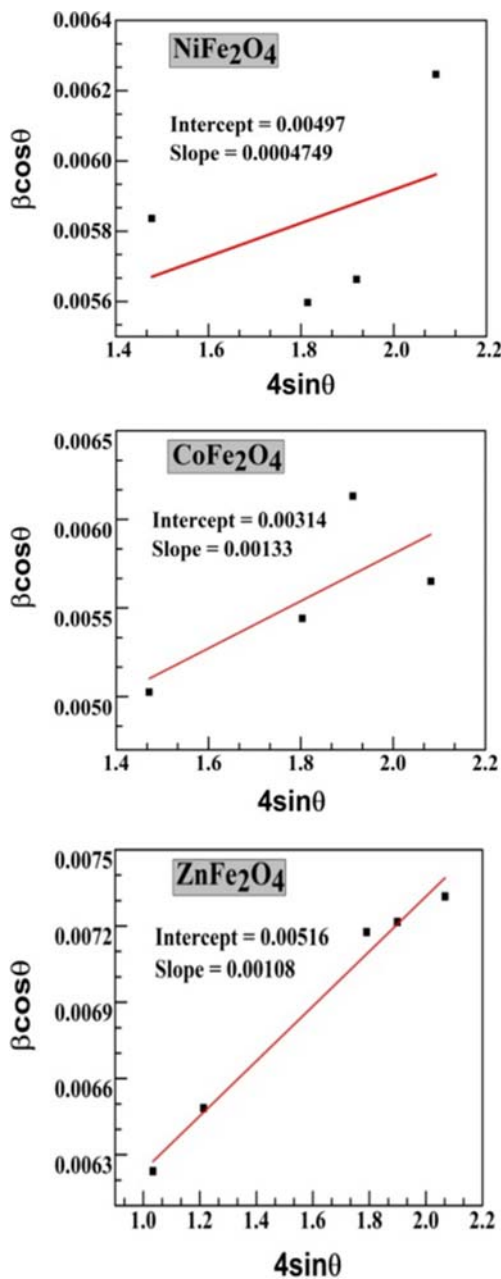 NiFe2O4
Intercept = 0.00497
Slope = 0.0004749
0.0064
0.0062
0.0060
0.0058
0.0056
βcosθ
1.4 1.6 1.8 2.0 2.2
4sinθ
CoFe2O4
Intercept = 0.00314
Slope = 0.00133
0.0065
0.0060
0.0055
0.0050
βcosθ
1.4 1.6 1.8 2.0 2.2
4sinθ
ZnFe2O4
Intercept = 0.00516
Slope = 0.00108
0.0075
0.0072
0.0069
0.0066
0.0063
βcosθ
1.0 1.2 1.4 1.6 1.8 2.0 2.2
4sinθ